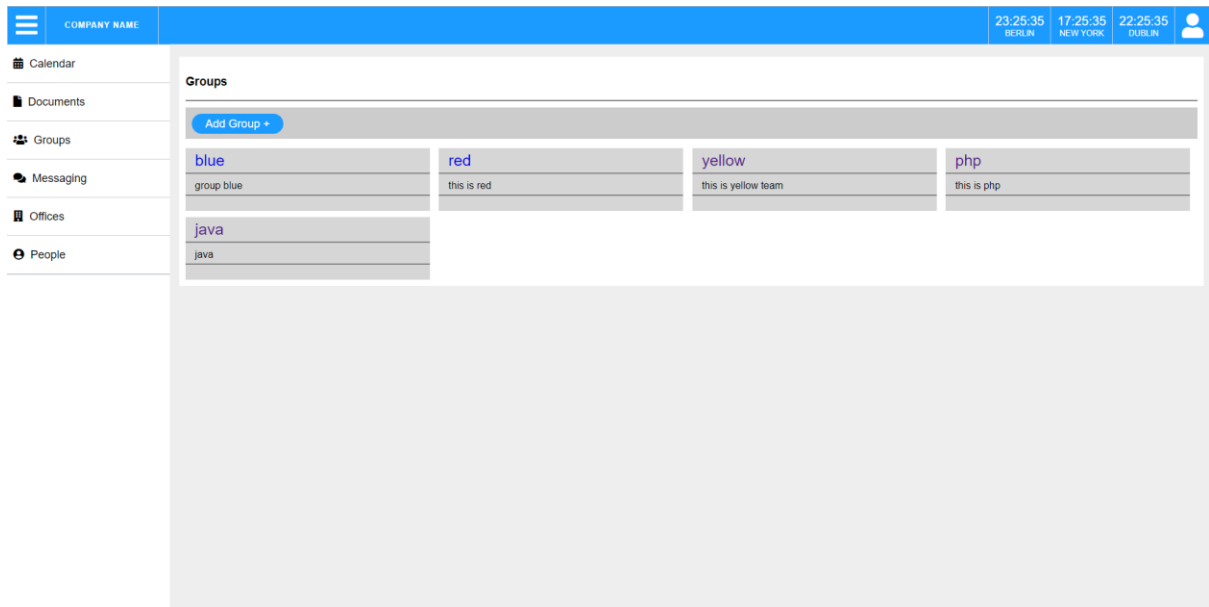 COMPANY NAME
23:25:35 17:25:35 22:25:35
BERLIN NEW YORK DUBLIN
Calendar
Documents
Groups
Messaging
Offices
People
Groups
Add Group +
blue
group blue
red
this is red
yellow
this is yellow team
php
this is php
java
java